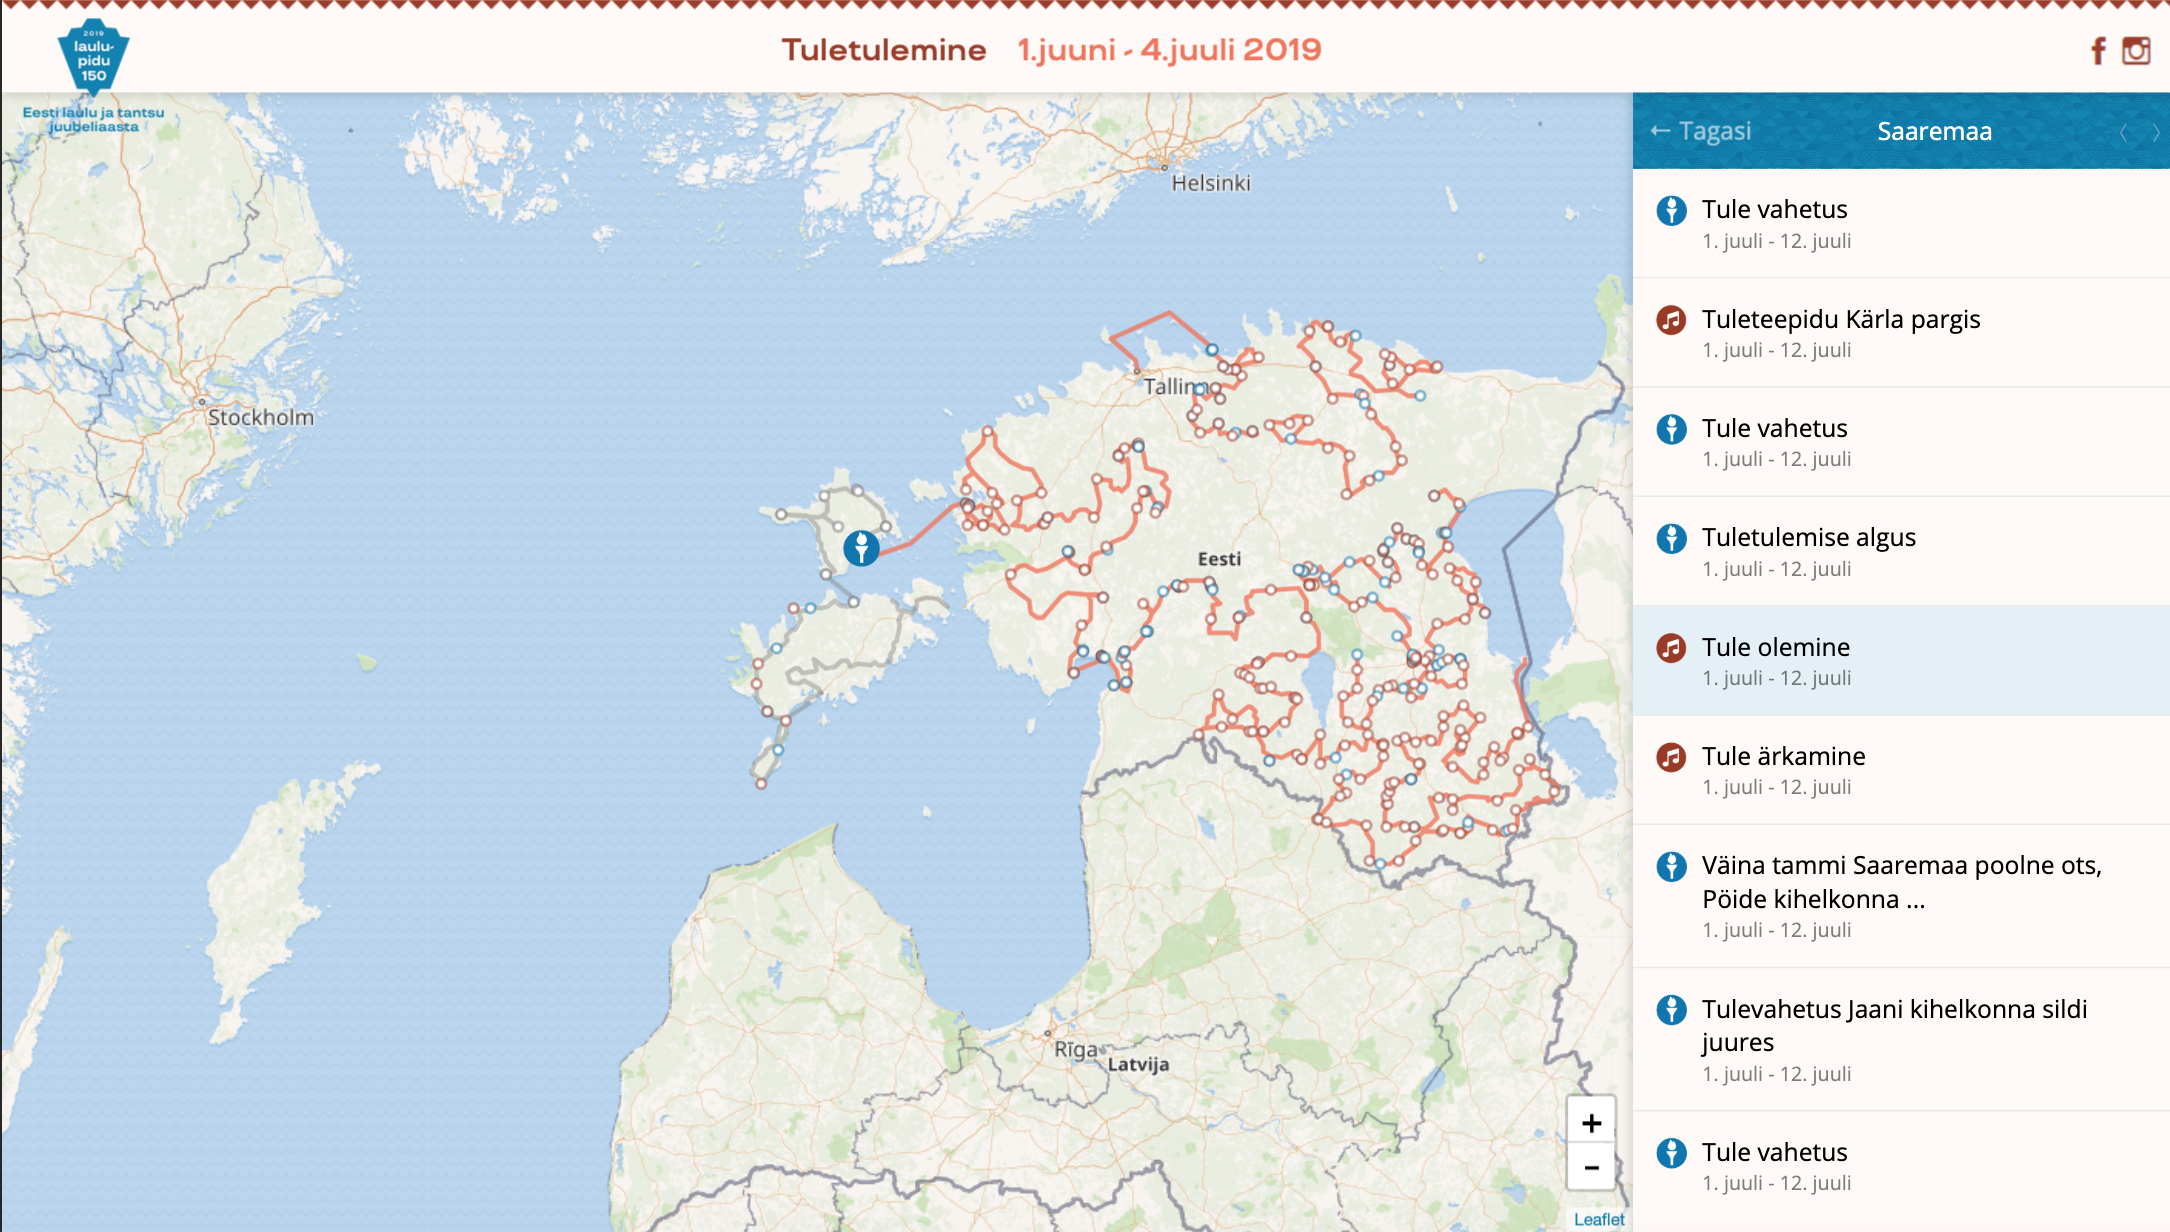 2019
laulu-
pidu
150
Eesti laulu ja tantsu
juubeliaasta
Tuletulemine 1.juuni - 4.juuli 2019
Helsinki
Stockholm
Tallinn
Eesti
Rīga
Latvija
+
−
Leaflet
← Tagasi
Saaremaa
Tule vahetus
1. juuli - 12. juuli
Tuleteepidu Kärla pargis
1. juuli - 12. juuli
Tule vahetus
1. juuli - 12. juuli
Tuletulemise algus
1. juuli - 12. juuli
Tule olemine
1. juuli - 12. juuli
Tule ärkamine
1. juuli - 12. juuli
Väina tammi Saaremaa poolne ots,
Pöide kihelkonna ...
1. juuli - 12. juuli
Tulevahetus Jaani kihelkonna sildi
juures
1. juuli - 12. juuli
Tule vahetus
1. juuli - 12. juuli